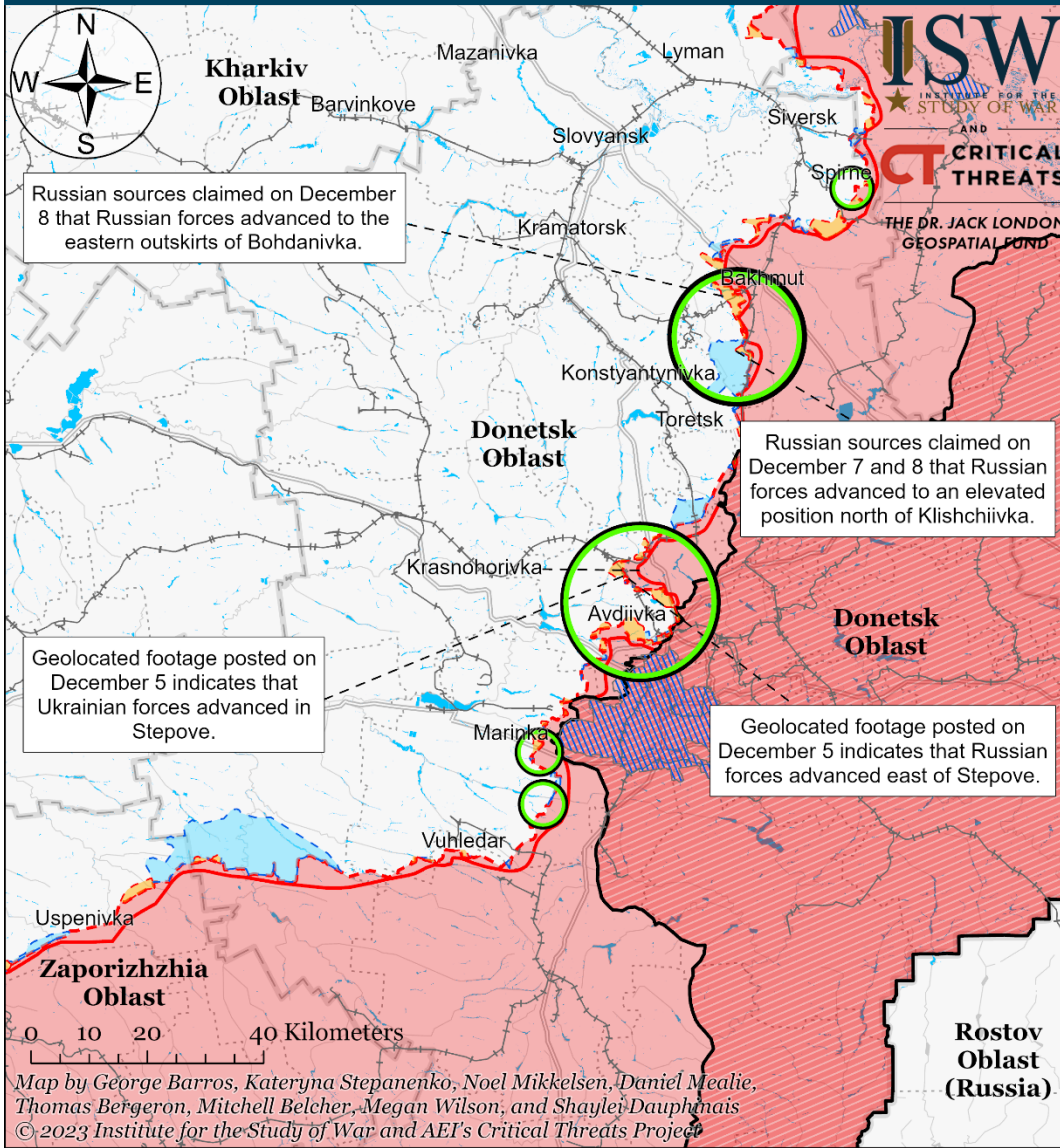 N
W E
S
Kharkiv
Oblast
Mazanivka
Lyman
Barvinkove
Slovyansk
Siversk
Spirne
Kramatorsk
ISW
INSTITUTE FOR THE
STUDY OF WAR
AND
CT CRITICAL
THREATS
THE DR. JACK LONDON
GEOSPATIAL FUND
Russian sources claimed on December
8 that Russian forces advanced to the
eastern outskirts of Bohdanivka.
Bakhmut
Konstyantynivka
Toretsk
Donetsk
Oblast
Russian sources claimed on
December 7 and 8 that Russian
forces advanced to an elevated
position north of Klishchiivka.
Krasnohorivka
Avdiivka
Donetsk
Oblast
Geolocated footage posted on
December 5 indicates that
Ukrainian forces advanced in
Stepove.
Geolocated footage posted on
December 5 indicates that Russian
forces advanced east of Stepove.
Marinka
Vuhledar
Uspenivka
Zaporizhzhia
Oblast
0 10 20 40 Kilometers
Rostov
Oblast
(Russia)
Map by George Barros, Kateryna Stepanenko, Noel Mikkelsen, Daniel Mealie,
Thomas Bergeron, Mitchell Belcher, Megan Wilson, and Shaylei Dauphinais
© 2023 Institute for the Study of War and AEI's Critical Threats Project